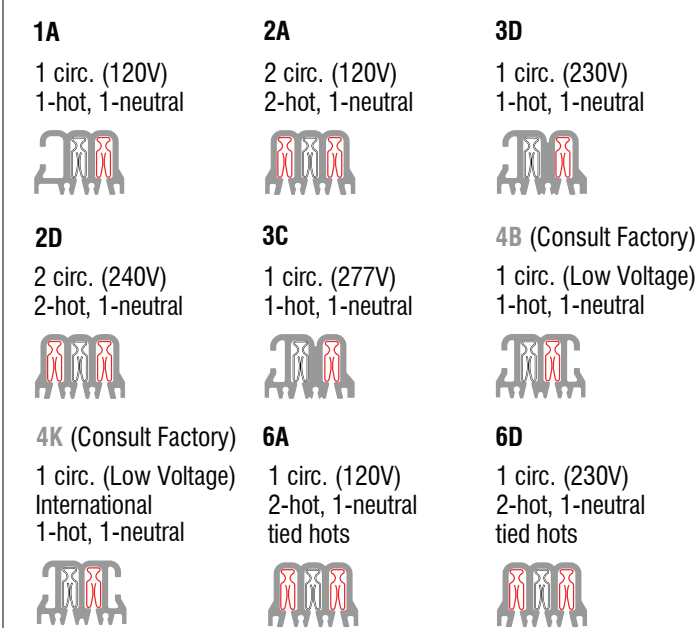 1A
1 circ. (120V)
1-hot, 1-neutral
2A
2 circ. (120V)
2-hot, 1-neutral
3D
1 circ. (230V)
1-hot, 1-neutral
2D
2 circ. (240V)
2-hot, 1-neutral
3C
1 circ. (277V)
1-hot, 1-neutral
4B (Consult Factory)
1 circ. (Low Voltage)
1-hot, 1-neutral
4K (Consult Factory)
1 circ. (Low Voltage)
International
1-hot, 1-neutral
6A
1 circ. (120V)
2-hot, 1-neutral
tied hots
6D
1 circ. (230V)
2-hot, 1-neutral
tied hots